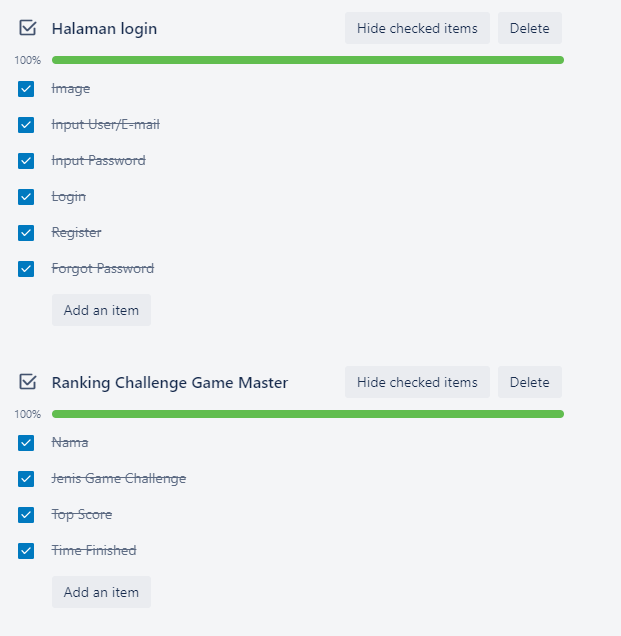 Halaman login Hide checked items Delete
100%
Image
Input User/E-mail
Input Password
Login
Register
Forgot Password
Add an item
Ranking Challenge Game Master Hide checked items Delete
100%
Nama
Jenis Game Challenge
Top Score
Time Finished
Add an item